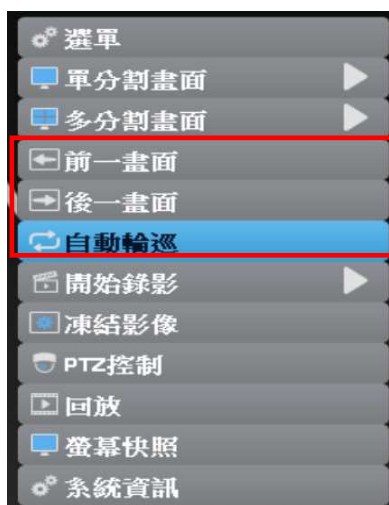 選單
單分割畫面
多分割畫面
前一畫面
後一畫面
自動輪巡
開始錄影
凍結影像
PTZ控制
回放
螢幕快照
系統資訊